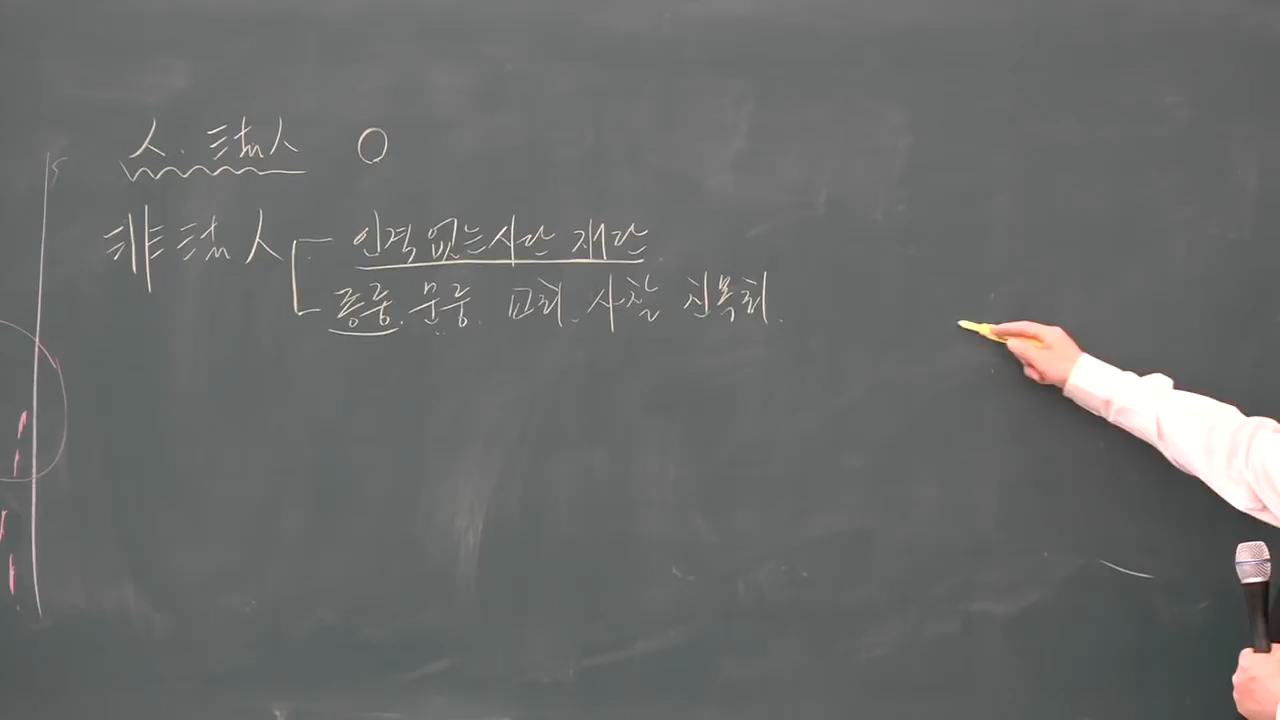 人. 法人 ○
非法人 인격없는사단 재단
종중. 문중. 교회. 사찰 친목회.